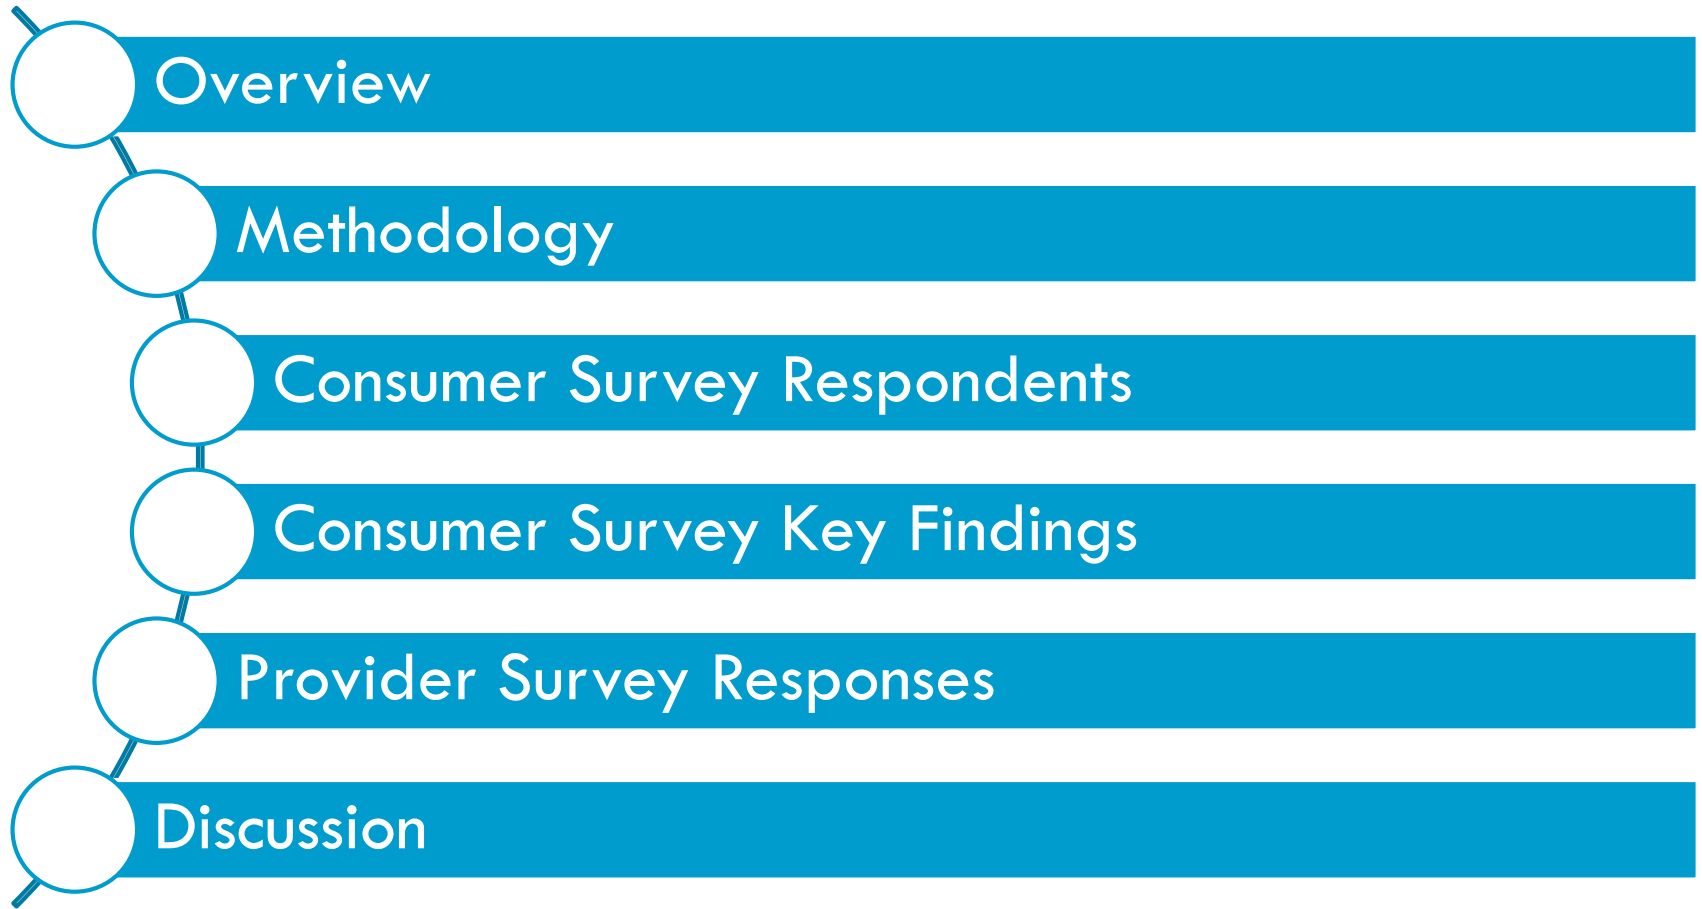 Overview
Methodology
Consumer Survey Respondents
Consumer Survey Key Findings
Provider Survey Responses
Discussion